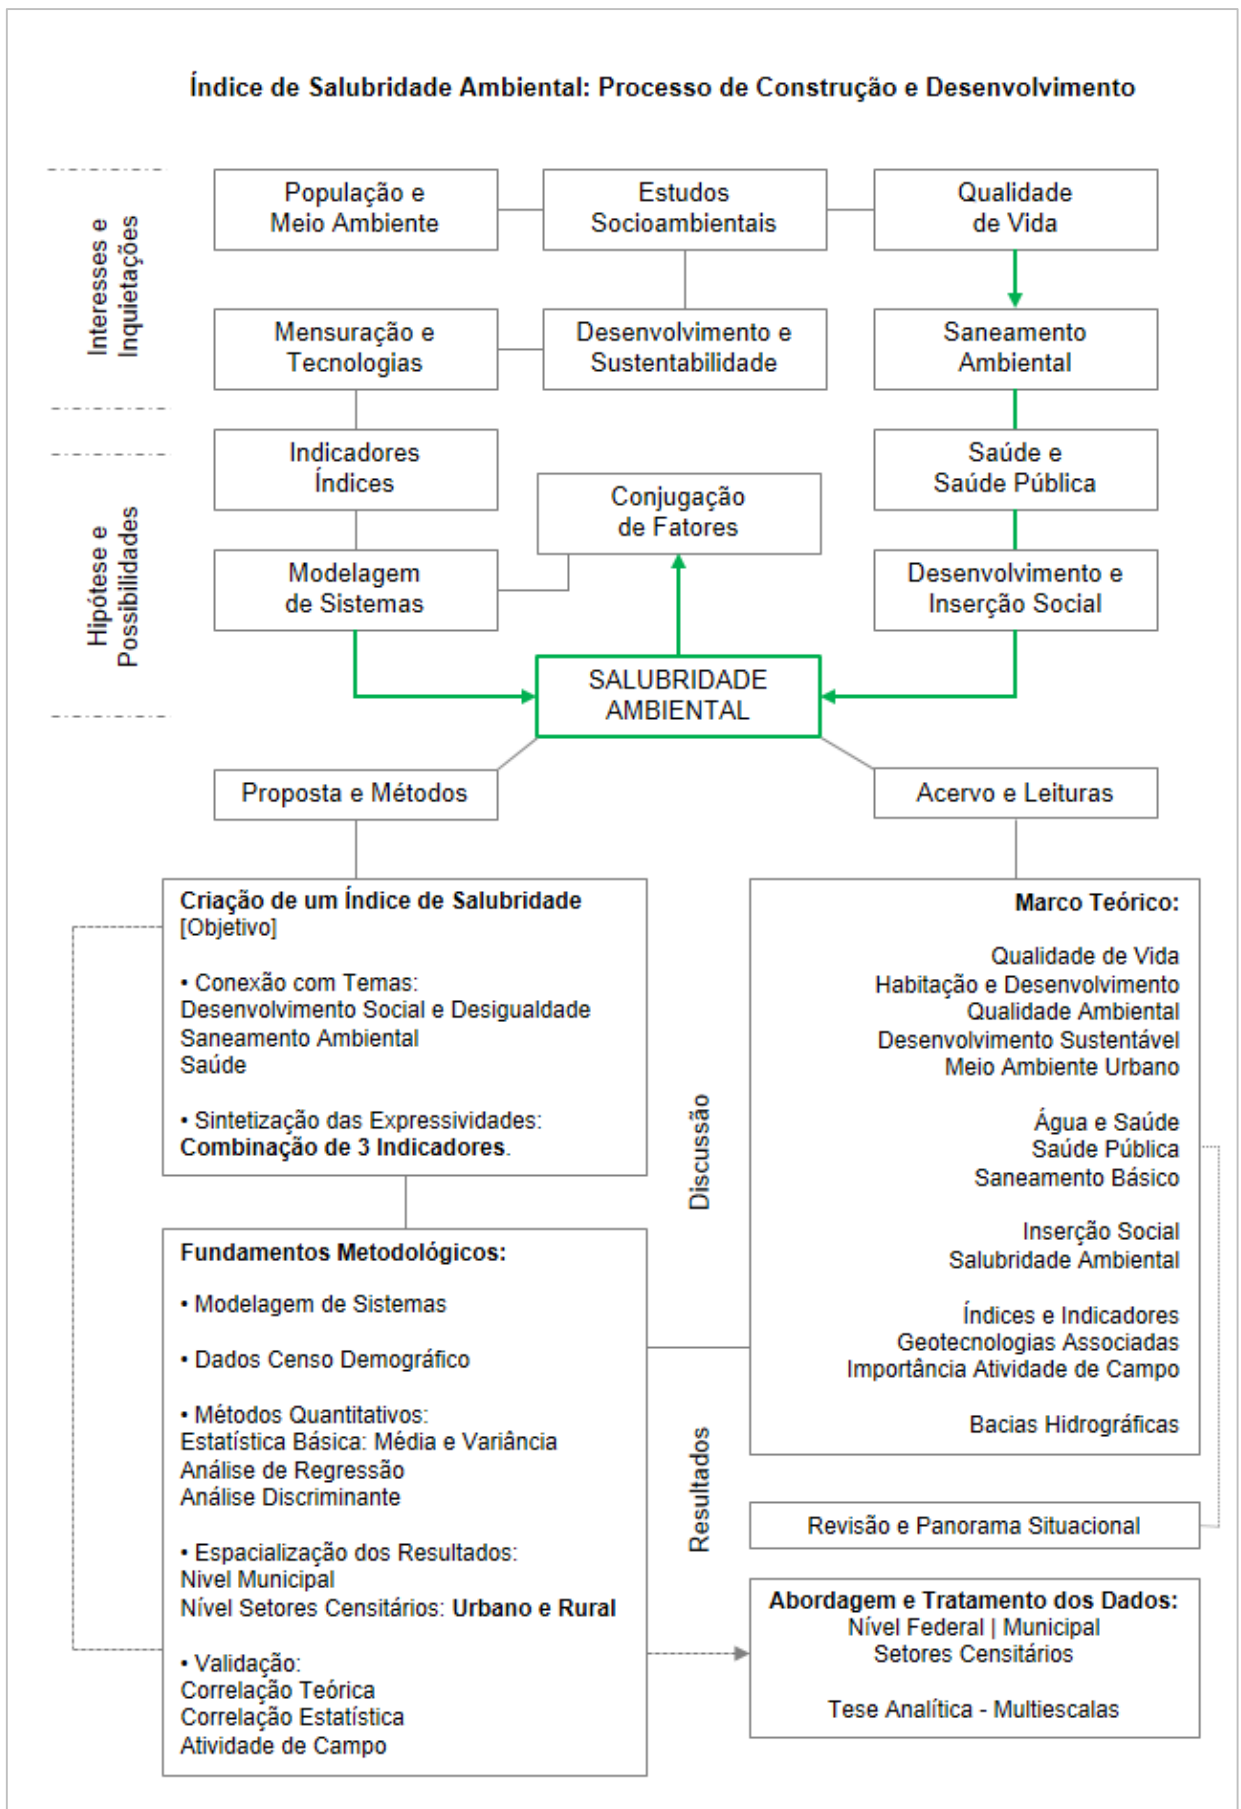 Índice de Salubridade Ambiental: Processo de Construção e Desenvolvimento
Interesses e
Inquietações
População e
Meio Ambiente
Estudos
Socioambientais
Qualidade
de Vida
Mensuração e
Tecnologias
Desenvolvimento e
Sustentabilidade
Saneamento
Ambiental
Hipótese e
Possibilidades
Indicadores
Índices
Conjugação
de Fatores
Saúde e
Saúde Pública
Modelagem
de Sistemas
Desenvolvimento e
Inserção Social
SALUBRIDADE
AMBIENTAL
Proposta e Métodos
Acervo e Leituras
Criação de um Índice de Salubridade
[Objetivo]
• Conexão com Temas:
Desenvolvimento Social e Desigualdade
Saneamento Ambiental
Saúde
• Sintetização das Expressividades:
Combinação de 3 Indicadores.
Fundamentos Metodológicos:
• Modelagem de Sistemas
• Dados Censo Demográfico
• Métodos Quantitativos:
Estatística Básica: Média e Variância
Análise de Regressão
Análise Discriminante
• Espacialização dos Resultados:
Nivel Municipal
Nível Setores Censitários: Urbano e Rural
• Validação:
Correlação Teórica
Correlação Estatística
Atividade de Campo
Discussão
Resultados
Marco Teórico:
Qualidade de Vida
Habitação e Desenvolvimento
Qualidade Ambiental
Desenvolvimento Sustentável
Meio Ambiente Urbano
Água e Saúde
Saúde Pública
Saneamento Básico
Inserção Social
Salubridade Ambiental
Índices e Indicadores
Geotecnologias Associadas
Importância Atividade de Campo
Bacias Hidrográficas
Revisão e Panorama Situacional
Abordagem e Tratamento dos Dados:
Nível Federal | Municipal
Setores Censitários
Tese Analítica - Multiescalas